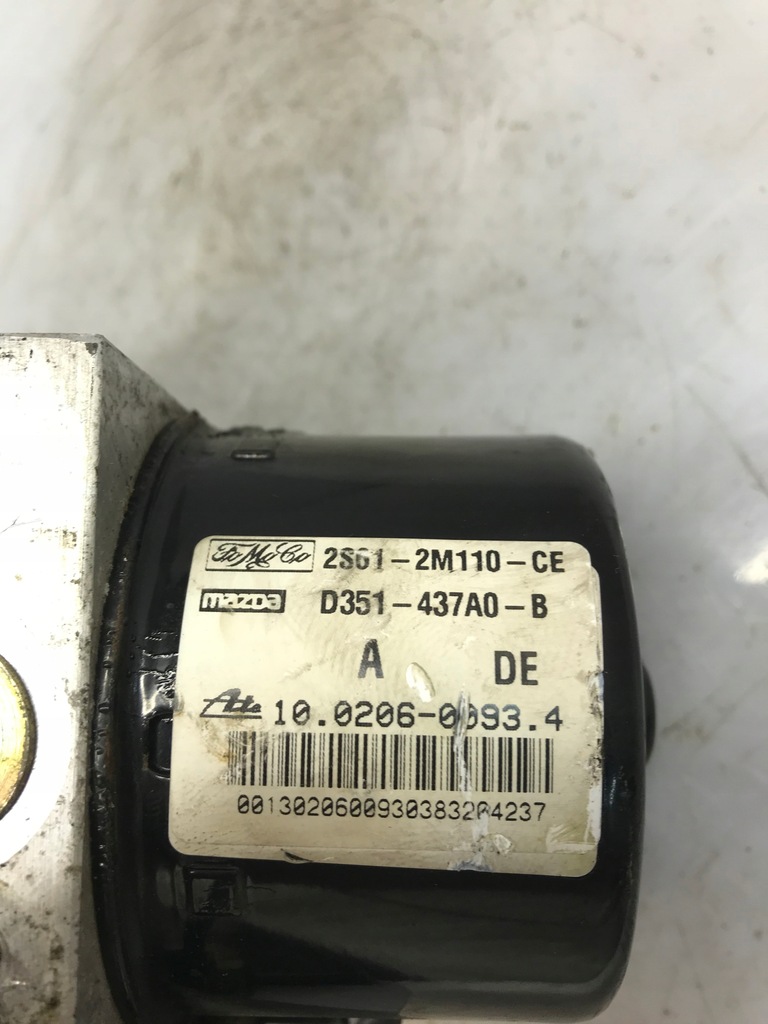 FoMoCo 2S61-2M110-CE
mazda D351-437A0-B
A DE
Ate 10.0206-0093.4
0013020600930383204237